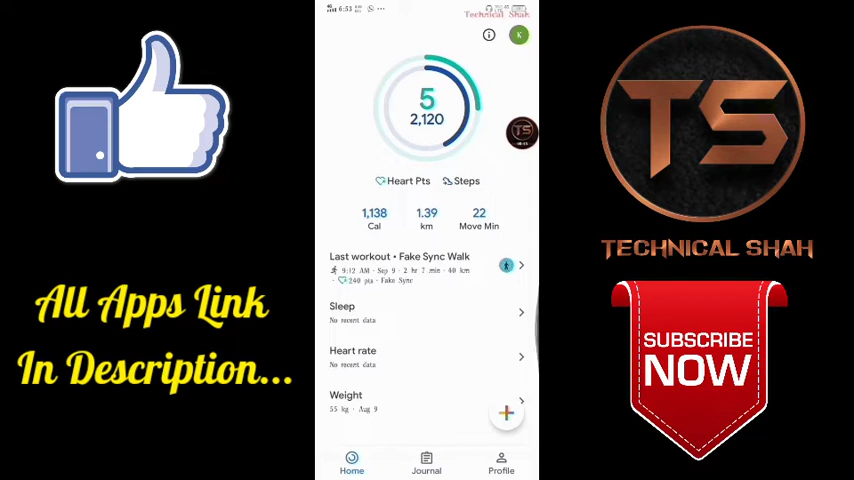 All Apps Link
In Description...
6:53
Technical Shah
K
5
2,120
Heart Pts
Steps
1,138
1.39
22
Cal
km
Move Min
Last workout • Fake Sync Walk
9:12 AM · Sep 9 · 2 hr 7 min · 40 km
· 240 pts · Fake Sync
Sleep
No recent data
Heart rate
No recent data
Weight
55 kg · Aug 9
Home
Journal
Profile
TS
TECHNICAL SHAH
SUBSCRIBE
NOW